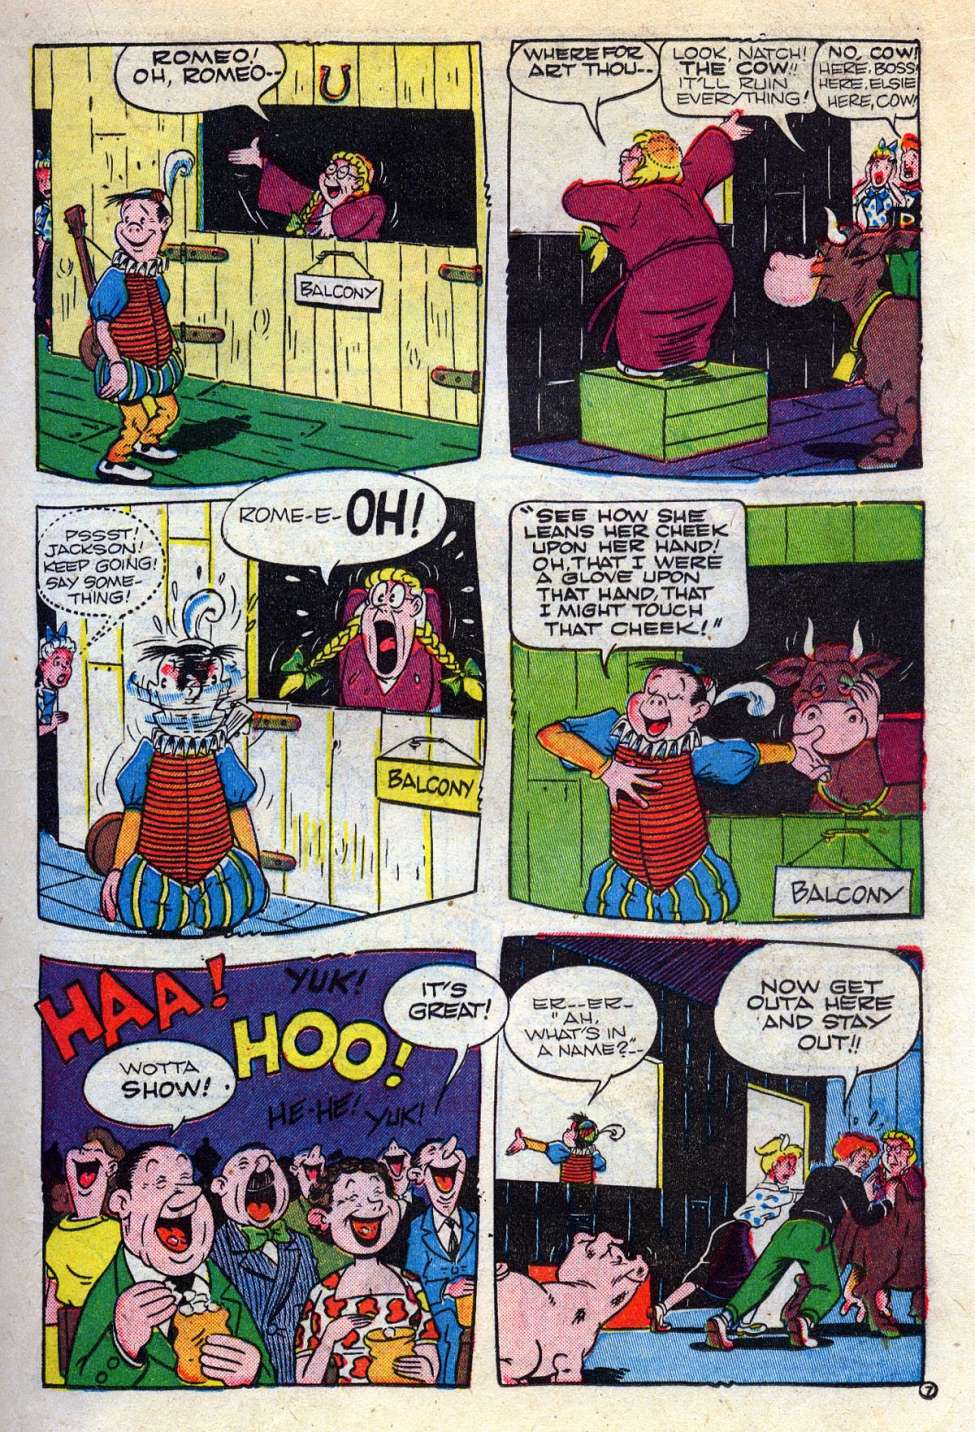 ROMEO!
OH, ROMEO--
BALCONY
WHEREFOR
ART THOU--
LOOK, NATCH!
THE COW!!
IT'LL RUIN
EVERYTHING!
NO, COW!
HERE, BOSS!
HERE, ELSIE
HERE, COW!
PSSST!
JACKSON!
KEEP GOING!
SAY SOME-
THING!
ROME-E-OH!
BALCONY
"SEE HOW SHE
LEANS HER CHEEK
UPON HER HAND!
OH, THAT I WERE
A GLOVE UPON
THAT HAND, THAT
I MIGHT TOUCH
THAT CHEEK!"
BALCONY
HAA!
YUK!
HOO!
IT'S
GREAT!
WOTTA
SHOW!
HE-HE!
YUK!
ER--ER-
"AH,
WHAT'S IN
A NAME?"--
NOW GET
OUTA HERE
AND STAY
OUT!!
7